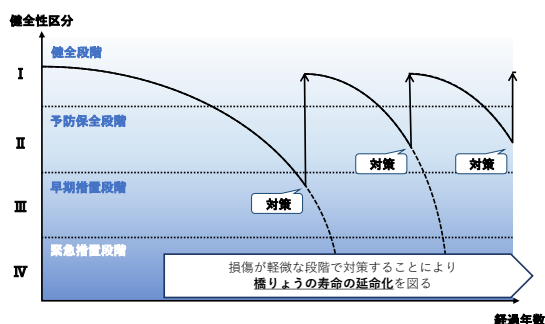 健全性区分
健全段階
Ⅰ
予防保全段階
Ⅱ
対策
対策
早期措置段階
Ⅲ
対策
緊急措置段階
Ⅳ
損傷が軽微な段階で対策することにより
橋りょうの寿命の延命化を図る
経過年数